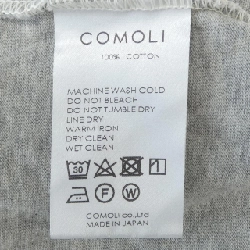 COMOLI
100% COTTON
MACHINE WASH COLD
DO NOT BLEACH
DO NOT TUMBLE DRY
LINE DRY
WARM IRON
DRY CLEAN
WET CLEAN
30
F W
COMOLI co.,Ltd
MADE IN JAPAN